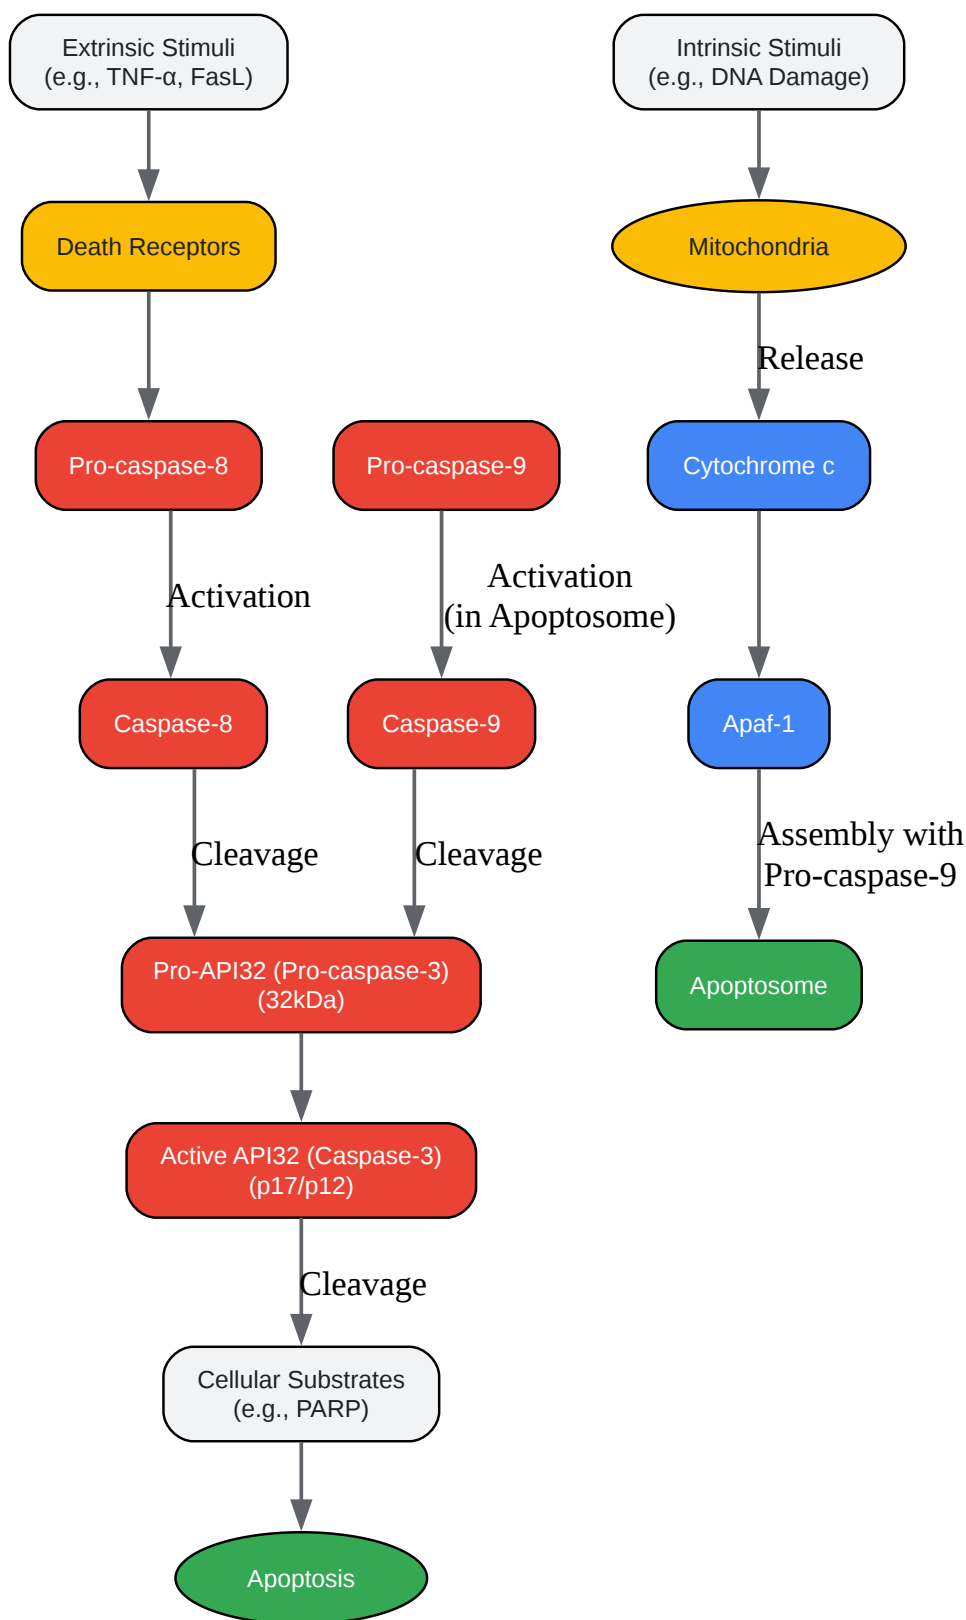 Extrinsic Stimuli
(e.g., TNF-α, FasL)
Intrinsic Stimuli
(e.g., DNA Damage)
Death Receptors
Mitochondria
Release
Pro-caspase-8
Pro-caspase-9
Cytochrome c
Activation
Activation
(in Apoptosome)
Caspase-8
Caspase-9
Apaf-1
Cleavage
Cleavage
Assembly with
Pro-caspase-9
Pro-API32 (Pro-caspase-3)
(32kDa)
Apoptosome
Active API32 (Caspase-3)
(p17/p12)
Cleavage
Cellular Substrates
(e.g., PARP)
Apoptosis